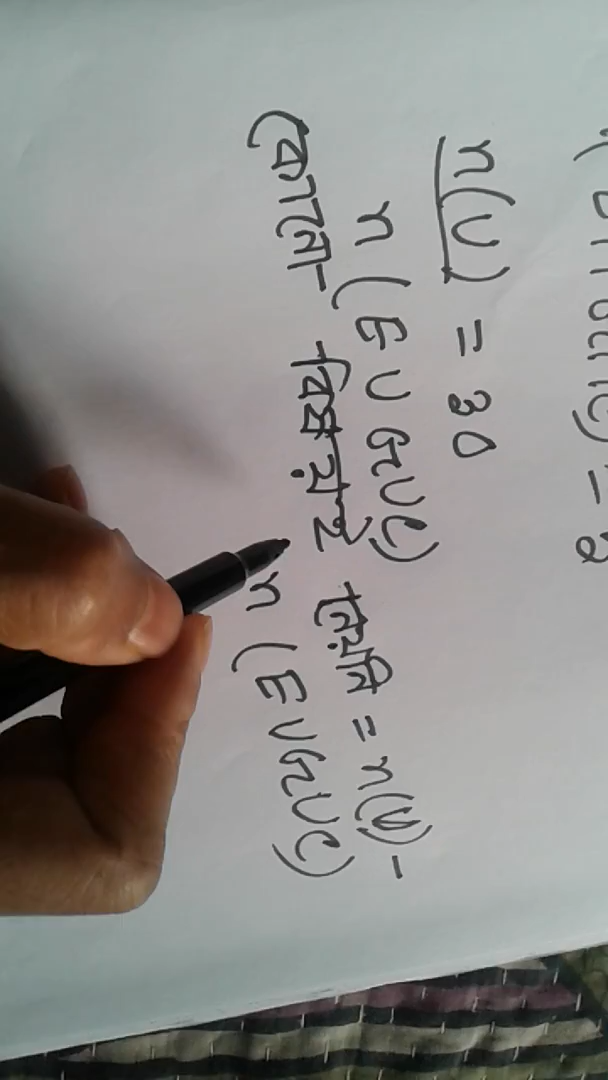 n(U) = 30
n(E ∪ G ∪ C)
কোনো বিষয়ই নেয়নি = n(U) −
n(E ∪ G ∪ C)